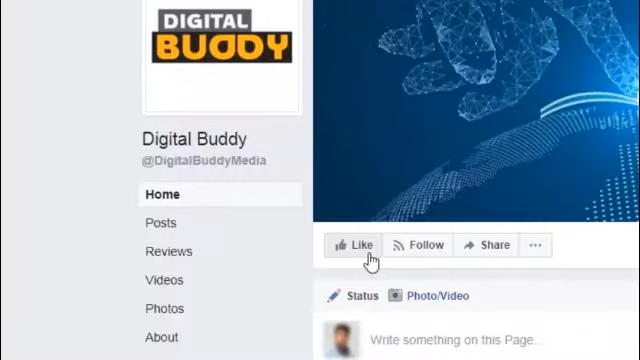 DIGITAL
BUDDY
Digital Buddy
@DigitalBuddyMedia
Home
Posts
Reviews
Videos
Photos
About
Like
Follow
Share
Status
Photo/Video
Write something on this Page...